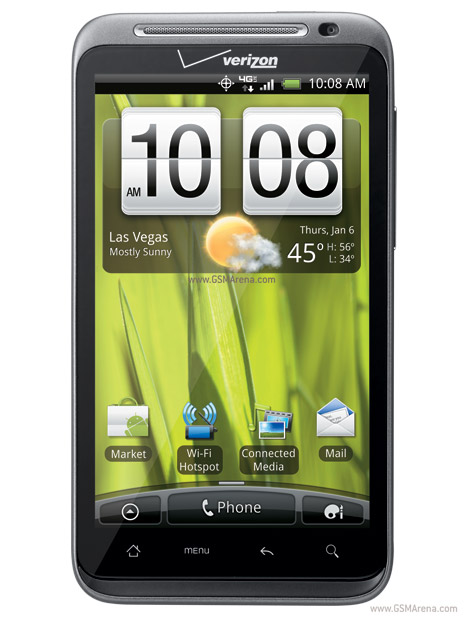 verizon
4G 10:08 AM
AM 10 08
Las Vegas
Mostly Sunny
Thurs, Jan 6
45° H: 56°
L: 34°
www.GSMArena.com
Market
Wi-Fi
Hotspot
Connected
Media
Mail
Phone
MENU
www.GSMArena.com